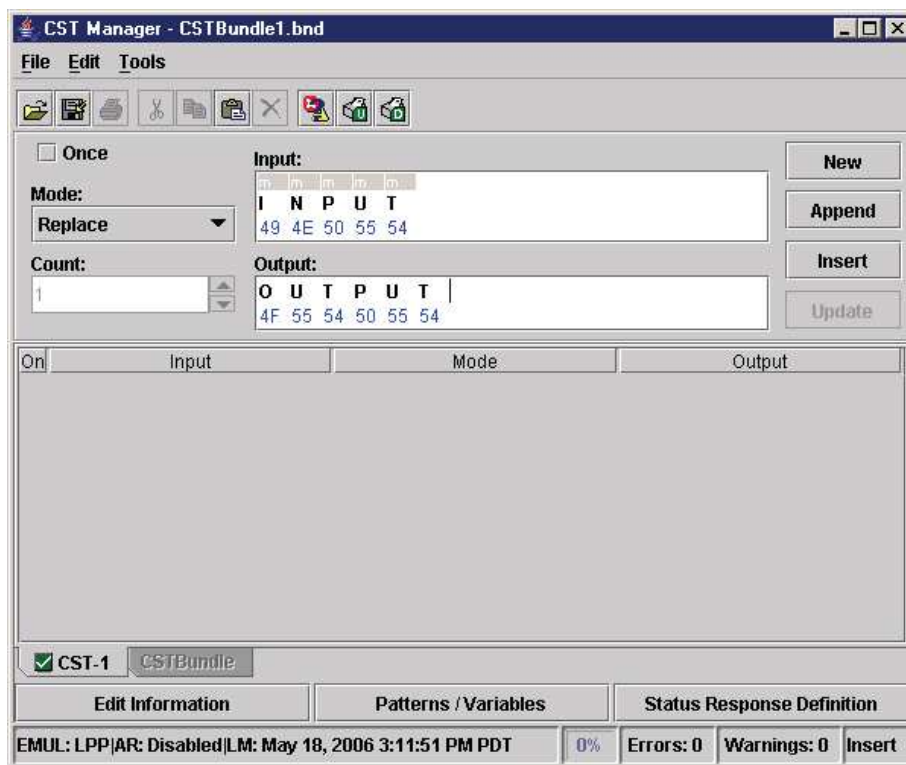 CST Manager - CSTBundle1.bnd
File Edit Tools
Once
Mode:
Replace
Count:
1
Input:
m m m m m
I N P U T
49 4E 50 55 54
Output:
O U T P U T
4F 55 54 50 55 54
New
Append
Insert
Update
On Input Mode Output
CST-1 CSTBundle
Edit Information Patterns / Variables Status Response Definition
EMUL: LPP|AR: Disabled|LM: May 18, 2006 3:11:51 PM PDT 0% Errors: 0 Warnings: 0 Insert